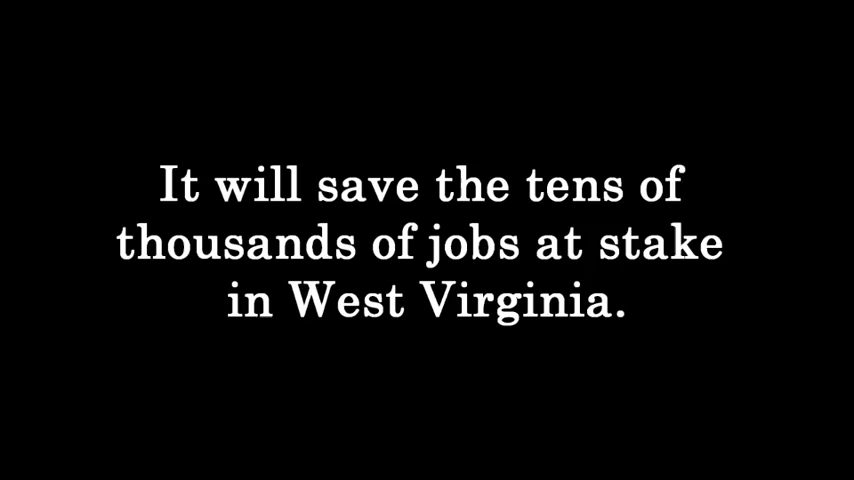 It will save the tens of
thousands of jobs at stake
in West Virginia.